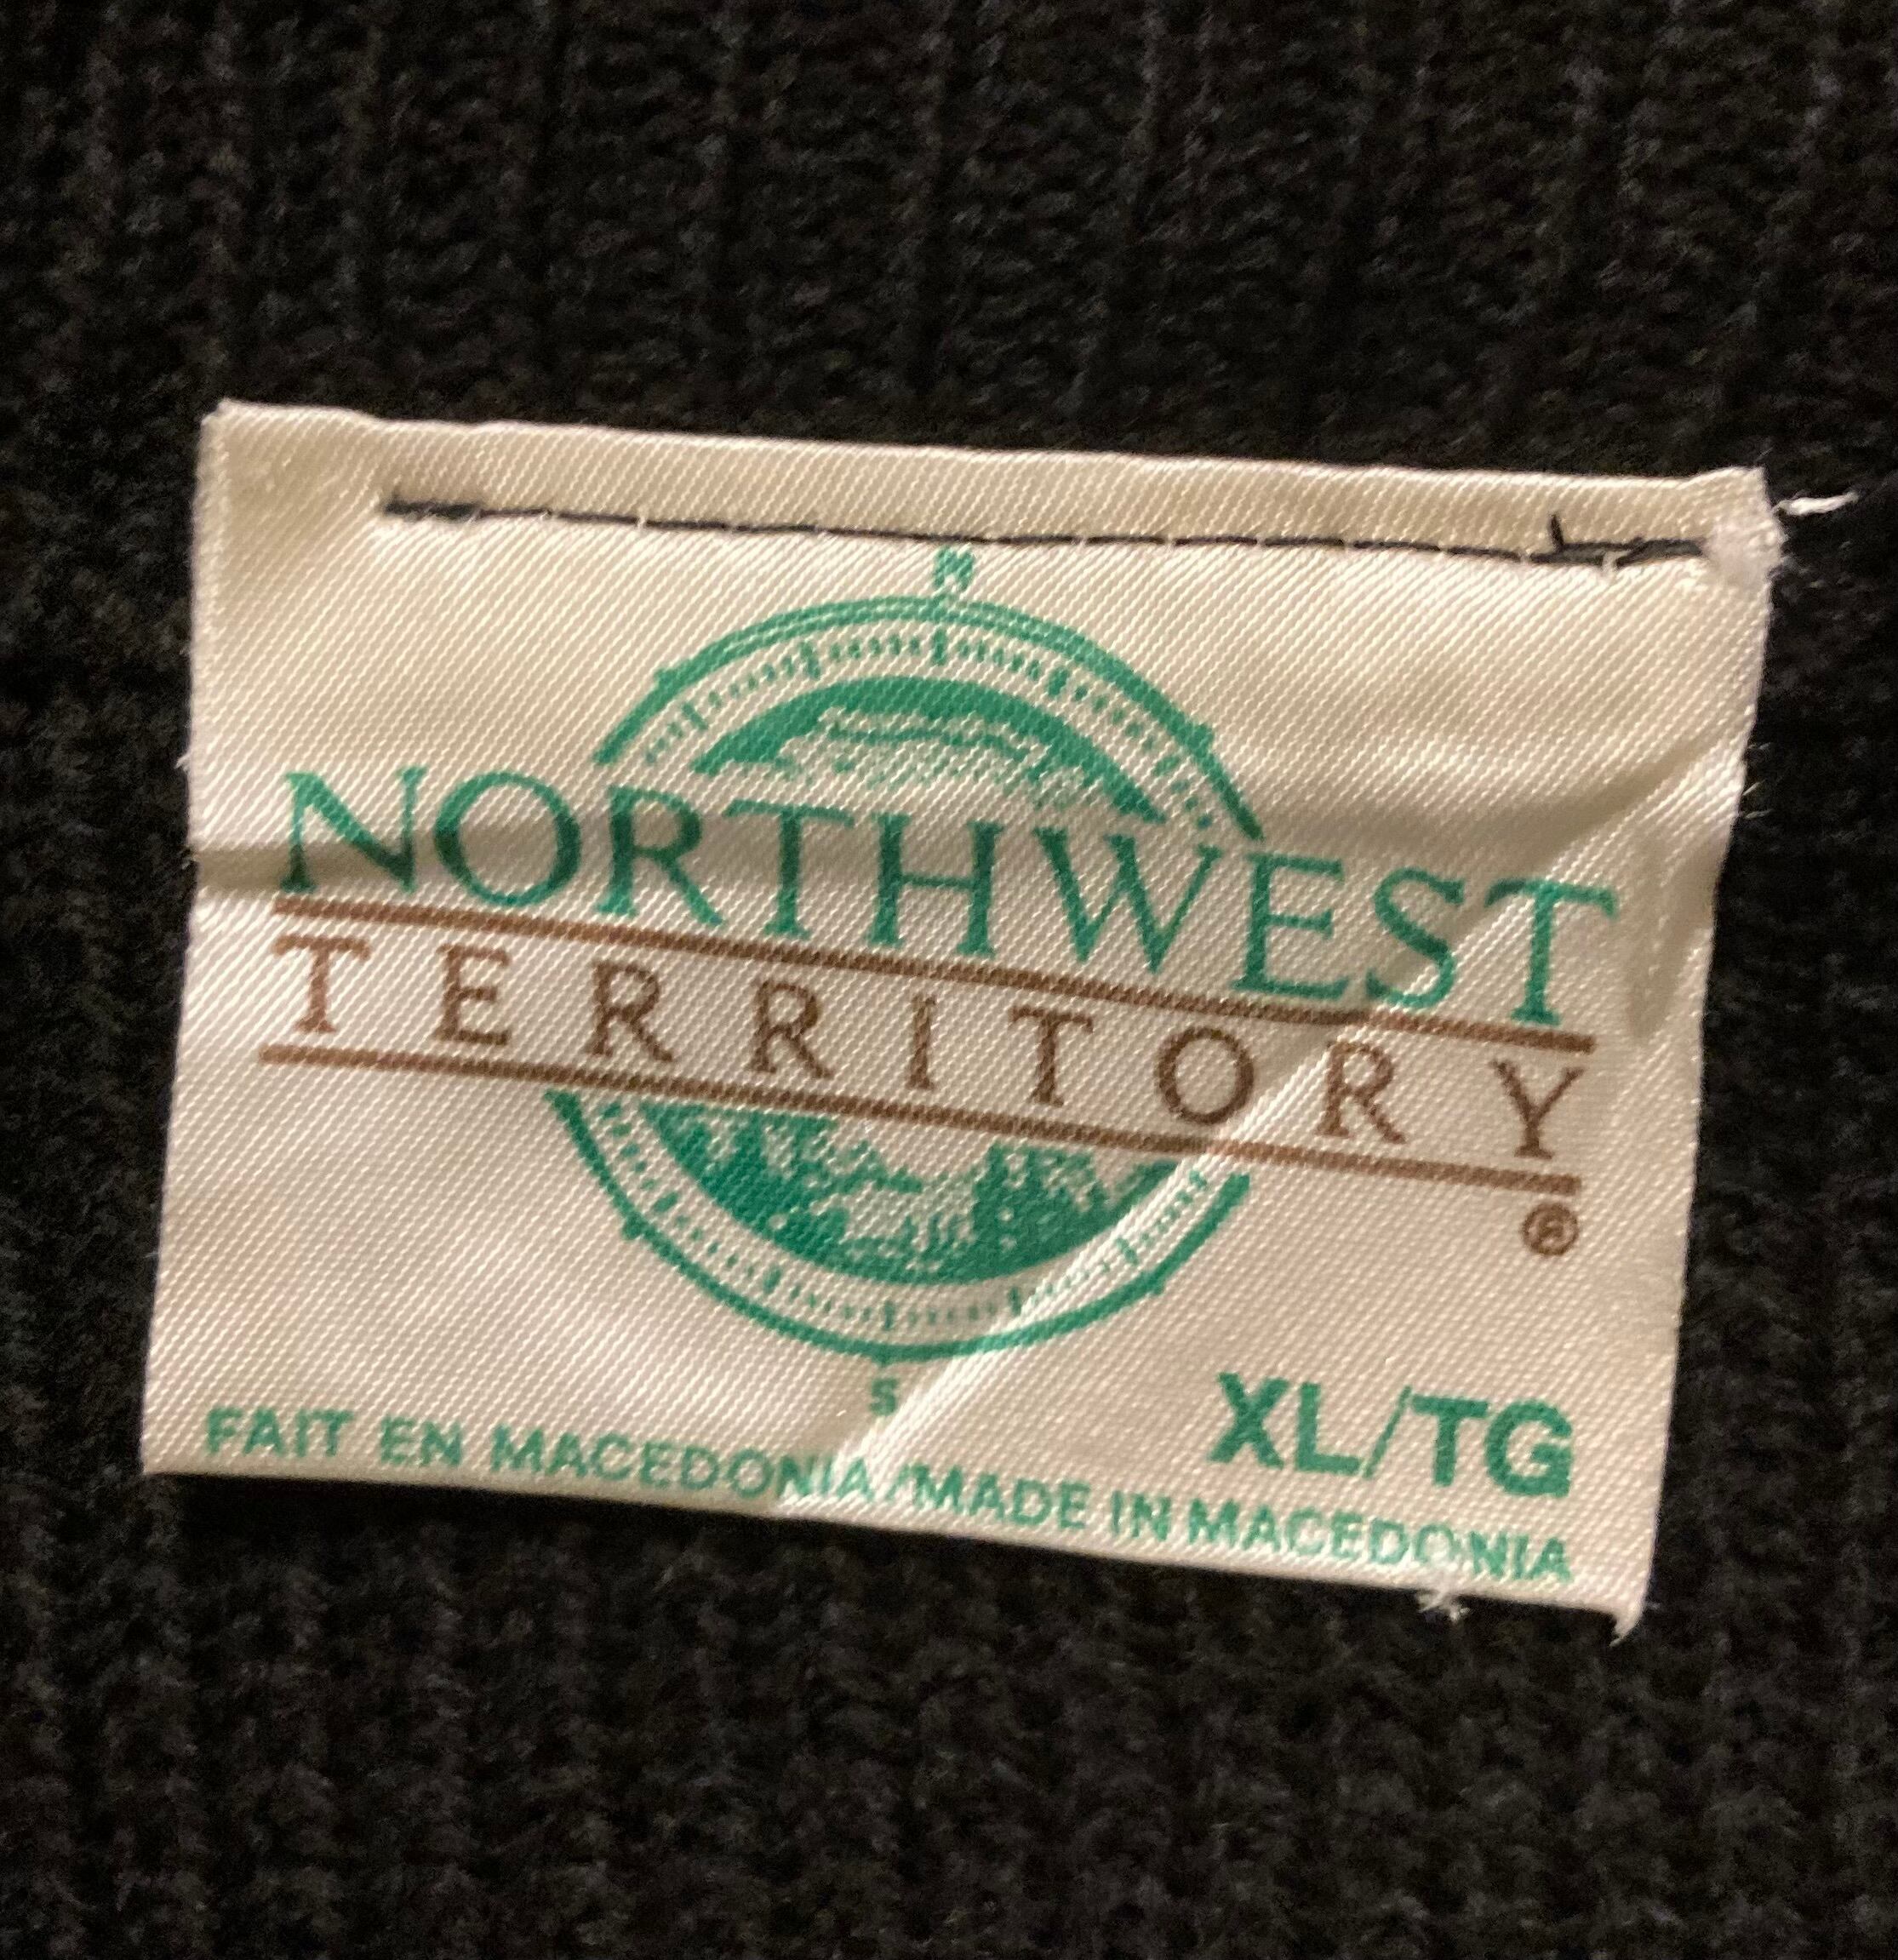 N
NORTHWEST
TERRITORY
®
S
XL/TG
FAIT EN MACEDONIA/MADE IN MACEDONIA